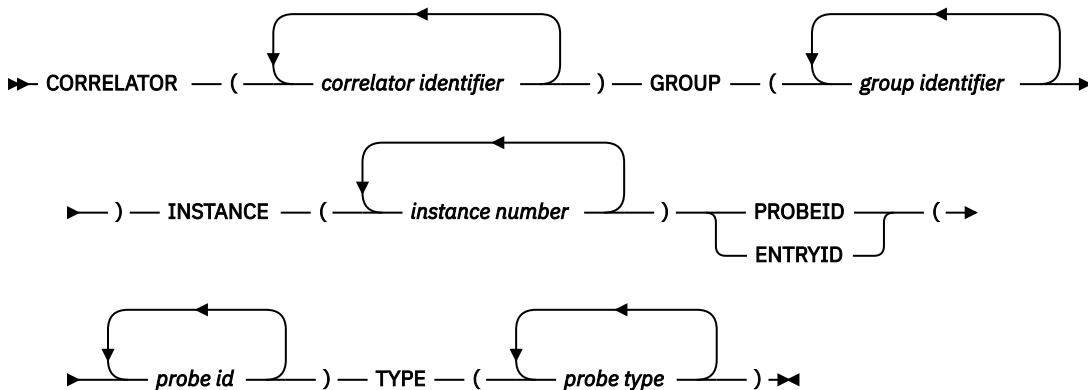 CORRELATOR ( correlator identifier ) GROUP ( group identifier
) INSTANCE ( instance number ) PROBEID (
ENTRYID
probe id ) TYPE ( probe type )